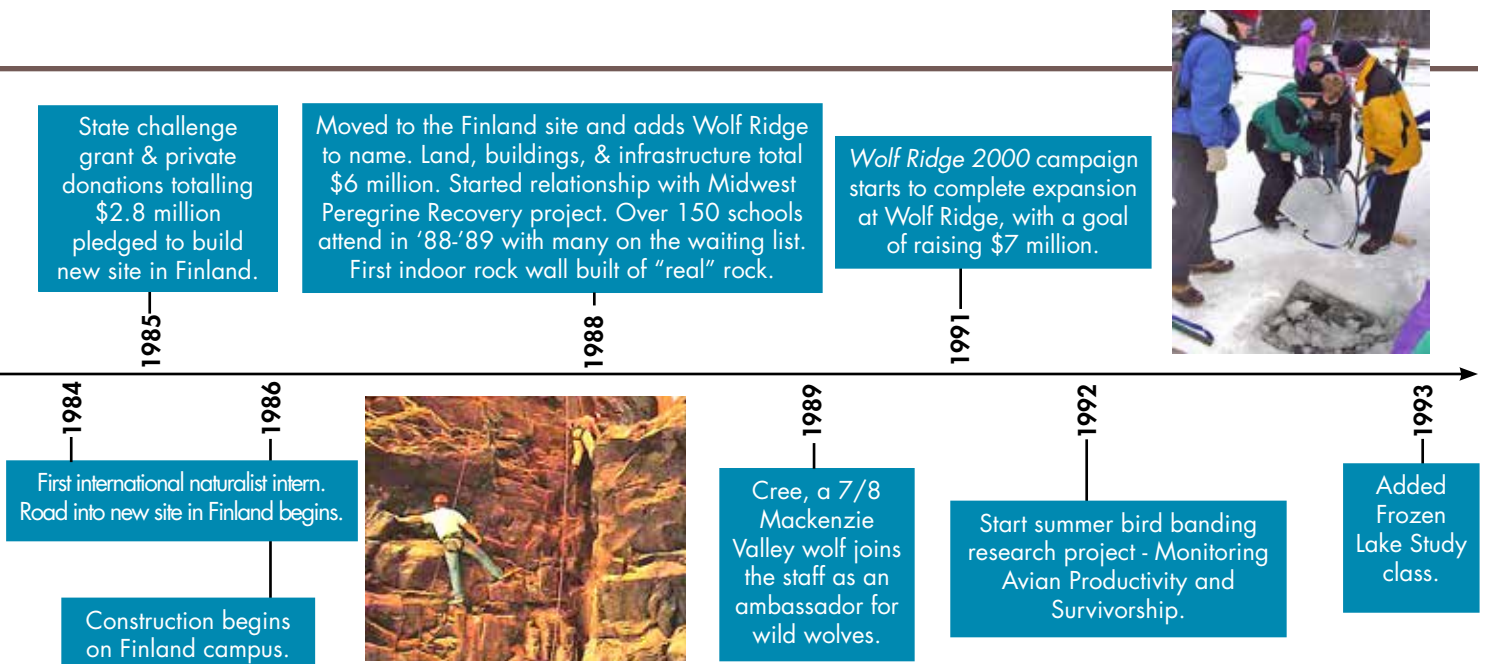 State challenge
grant & private
donations totalling
$2.8 million
pledged to build
new site in Finland.
1985
Moved to the Finland site and adds Wolf Ridge
to name. Land, buildings, & infrastructure total
$6 million. Started relationship with Midwest
Peregrine Recovery project. Over 150 schools
attend in ‘88-’89 with many on the waiting list.
First indoor rock wall built of “real” rock.
1988
Wolf Ridge 2000 campaign
starts to complete expansion
at Wolf Ridge, with a goal
of raising $7 million.
1991
1984
First international naturalist intern.
Road into new site in Finland begins.
1986
Construction begins
on Finland campus.
1989
Cree, a 7/8
Mackenzie
Valley wolf joins
the staff as an
ambassador for
wild wolves.
1992
Start summer bird banding
research project - Monitoring
Avian Productivity and
Survivorship.
1993
Added
Frozen
Lake Study
class.